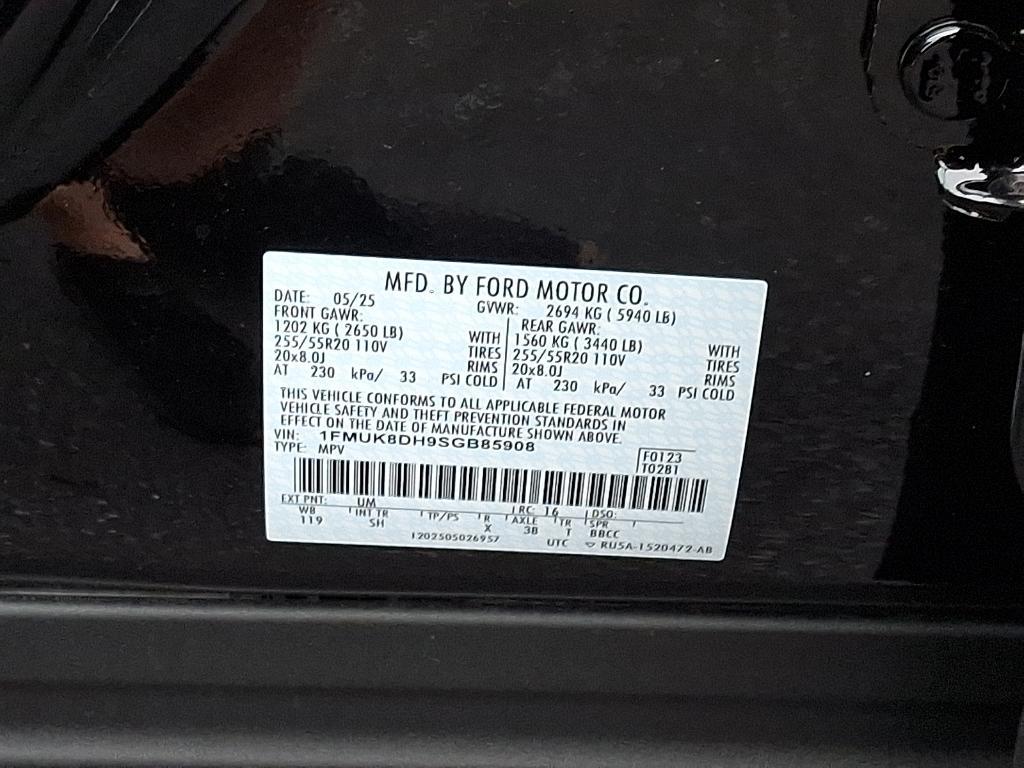 MFD. BY FORD MOTOR CO.
DATE: 05/25 GVWR: 2694 KG ( 5940 LB)
FRONT GAWR: REAR GAWR:
1202 KG ( 2650 LB) WITH 1560 KG ( 3440 LB) WITH
255/55R20 110V TIRES 255/55R20 110V TIRES
20x8.0J RIMS 20x8.0J RIMS
AT 230 kPa/ 33 PSI COLD AT 230 kPa/ 33 PSI COLD
THIS VEHICLE CONFORMS TO ALL APPLICABLE FEDERAL MOTOR
VEHICLE SAFETY AND THEFT PREVENTION STANDARDS IN
EFFECT ON THE DATE OF MANUFACTURE SHOWN ABOVE.
VIN: 1FMUK8DH9SGB85908
TYPE: MPV
F0123
T0281
EXT PNT: UM RC: 16 DSO:
WB INT TR TP/PS R AXLE TR SPR
119 SH X 3B T BBCC
1202505026957 UTC RU5A-1520472-AB